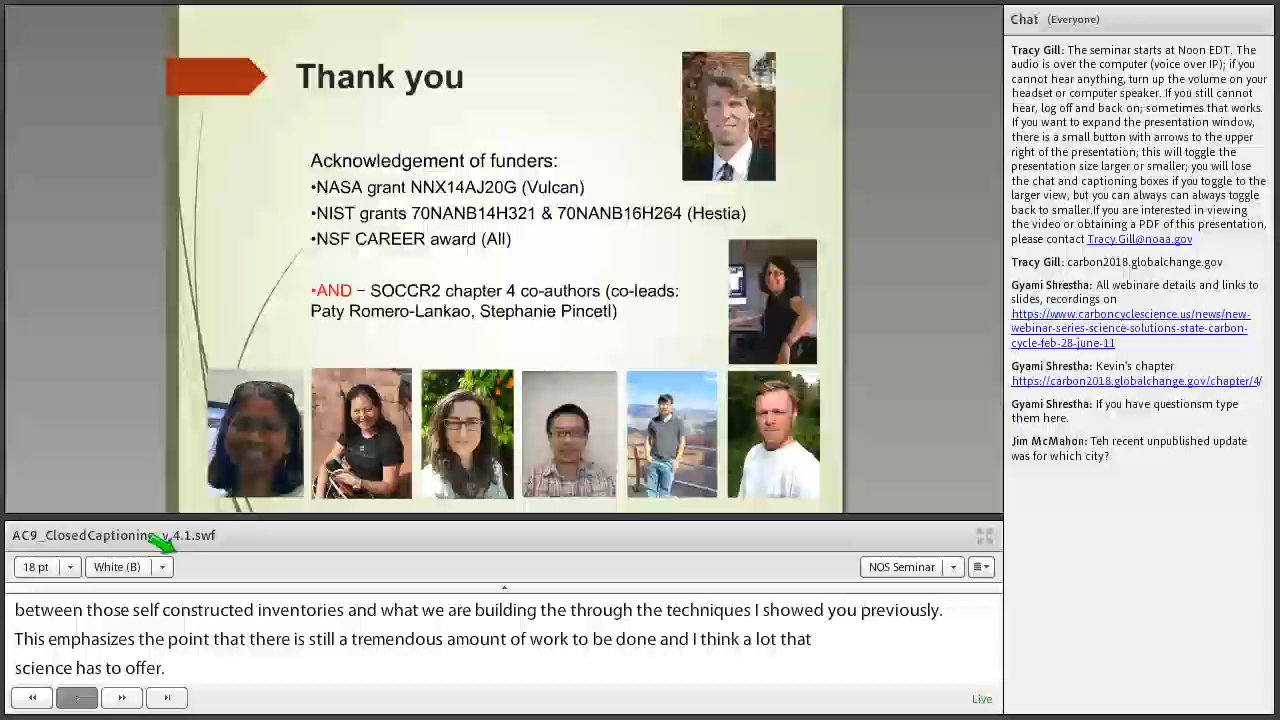 Thank you
Acknowledgement of funders:
•NASA grant NNX14AJ20G (Vulcan)
•NIST grants 70NANB14H321 & 70NANB16H264 (Hestia)
•NSF CAREER award (All)
•AND – SOCCR2 chapter 4 co-authors (co-leads:
Paty Romero-Lankao, Stephanie Pincetl)
AC9_ClosedCaptioning_v.4.1.swf
18 pt
White (B)
NOS Seminar
between those self constructed inventories and what we are building the through the techniques I showed you previously.
This emphasizes the point that there is still a tremendous amount of work to be done and I think a lot that
science has to offer.
Live
Chat (Everyone)
Tracy Gill: The seminar starts at Noon EDT. The
audio is over the computer (voice over IP); if you
cannot hear anything, turn up the volume on your
headset or computer speaker. If you still cannot
hear, log off and back on; sometimes that works.
If you want to expand the presentation window,
there is a small button with arrows to the upper
right of the presentation; this will toggle the
presentation size larger or smaller; you will lose
the chat and captioning boxes if you toggle to the
larger view, but you can always can always toggle
back to smaller.If you are interested in viewing
the video or obtaining a PDF of this presentation,
please contact Tracy.Gill@noaa.gov
Tracy Gill: carbon2018.globalchange.gov
Gyami Shrestha: All webinare details and links to
slides, recordings on
https://www.carboncyclescience.us/news/new-
webinar-series-science-solutions-state-carbon-
cycle-feb-28-june-11
Gyami Shrestha: Kevin's chapter
https://carbon2018.globalchange.gov/chapter/4/
Gyami Shrestha: If you have questionsm type
them here.
Jim McMahon: Teh recent unpublished update
was for which city?